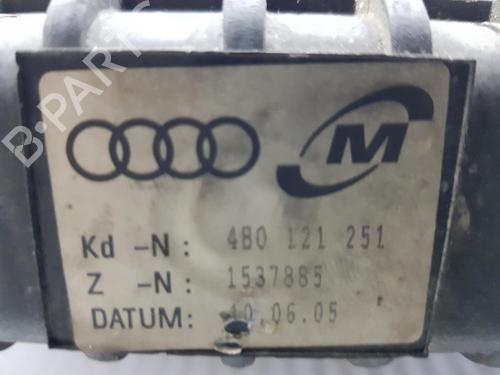 M
Kd -N: 4B0 121 251
Z -N: 1537885
DATUM: 10.06.05
B-PARTS